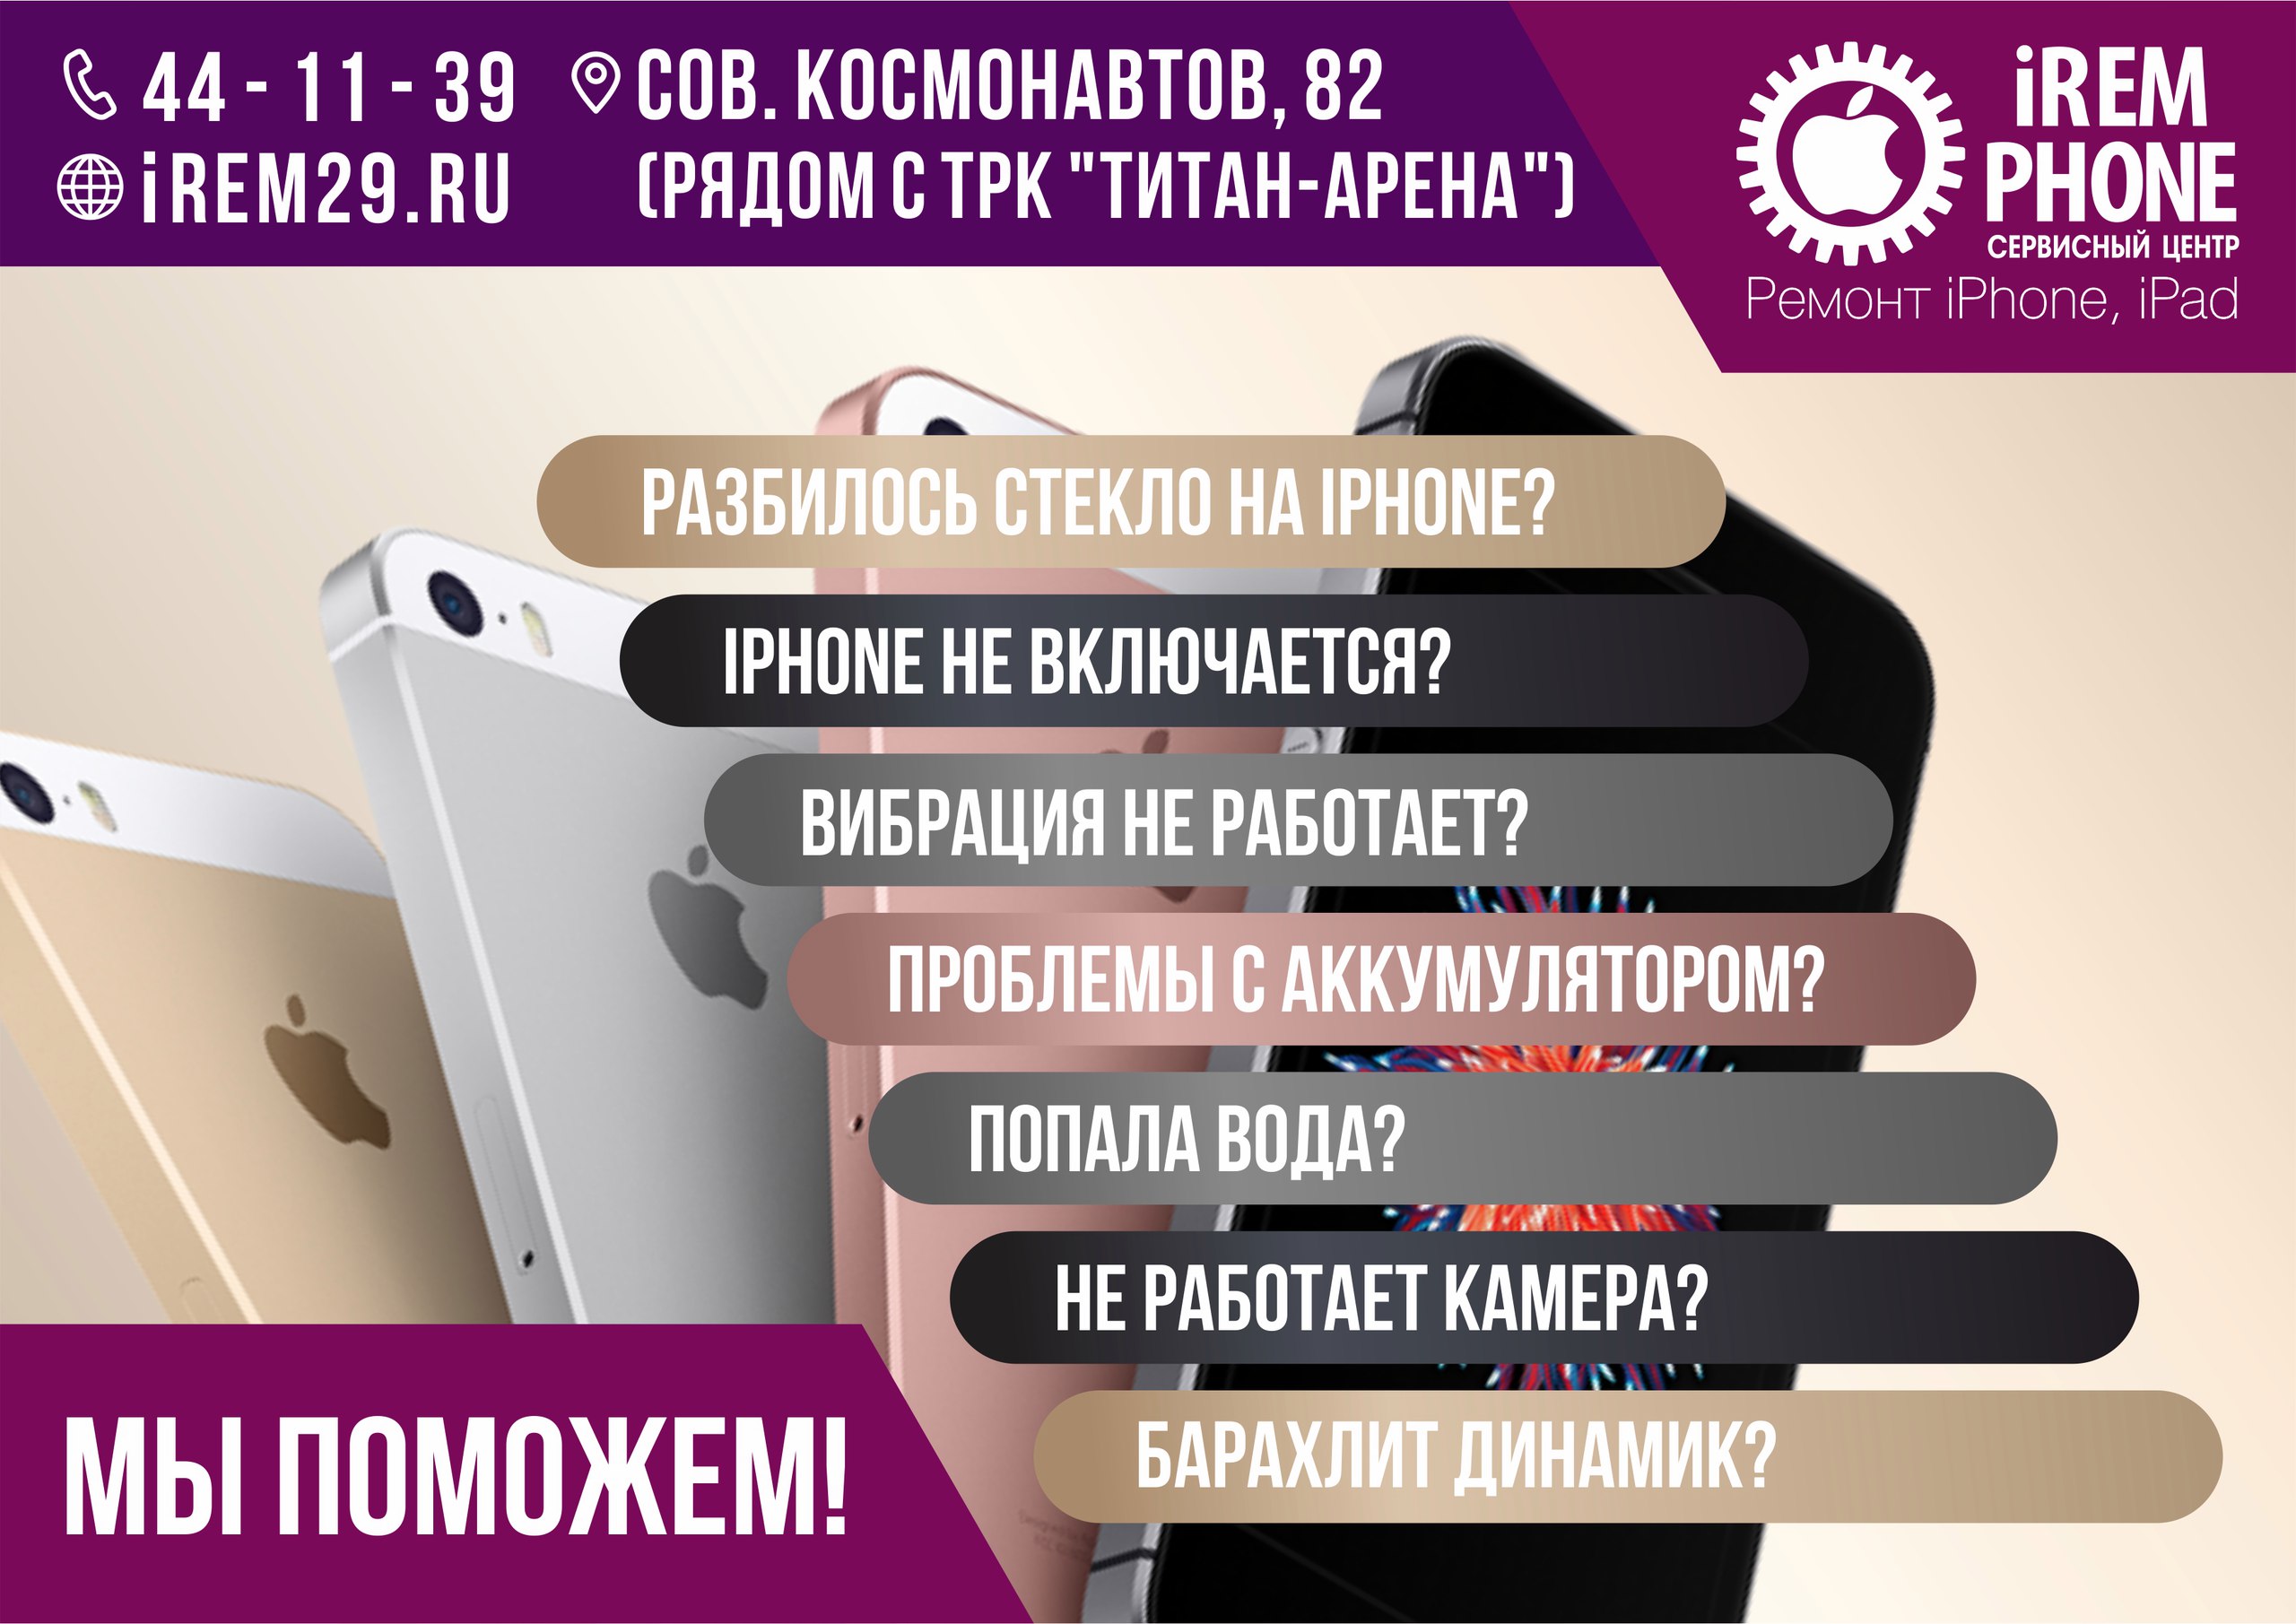 44 - 11 - 39
iREM29.RU
СОВ. КОСМОНАВТОВ, 82
(РЯДОМ С ТРК "ТИТАН-АРЕНА")
iREM
PHONE
СЕРВИСНЫЙ ЦЕНТР
Ремонт iPhone, iPad
РАЗБИЛОСЬ СТЕКЛО НА IPHONE?
IPHONE НЕ ВКЛЮЧАЕТСЯ?
ВИБРАЦИЯ НЕ РАБОТАЕТ?
ПРОБЛЕМЫ С АККУМУЛЯТОРОМ?
ПОПАЛА ВОДА?
НЕ РАБОТАЕТ КАМЕРА?
БАРАХЛИТ ДИНАМИК?
МЫ ПОМОЖЕМ!